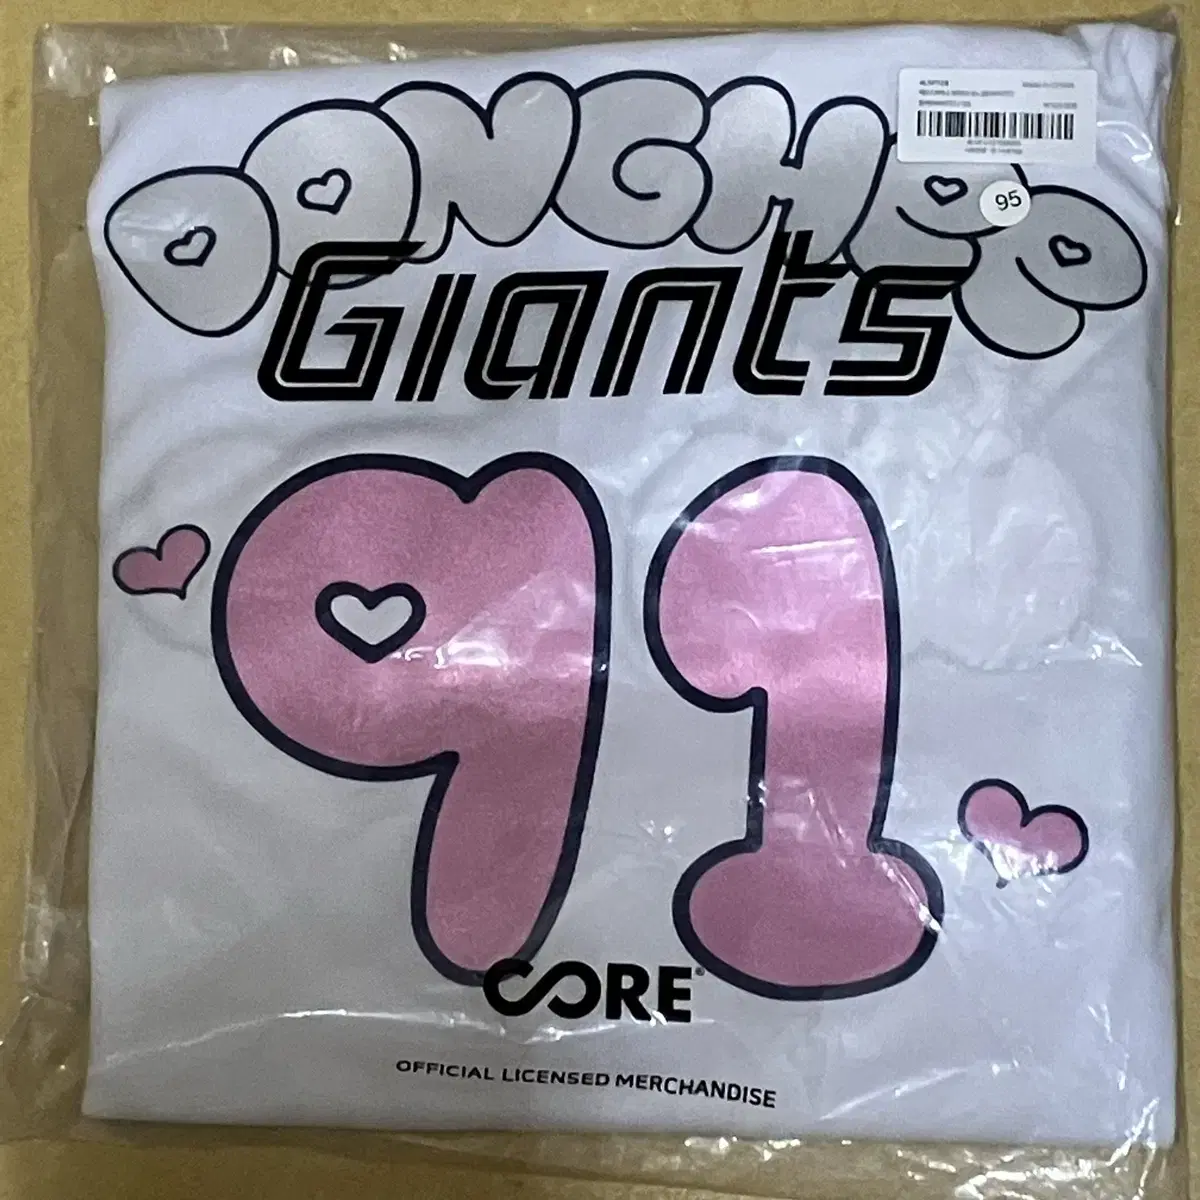 DONGHEE
95
Giants
91
CORE®
OFFICIAL LICENSED MERCHANDISE